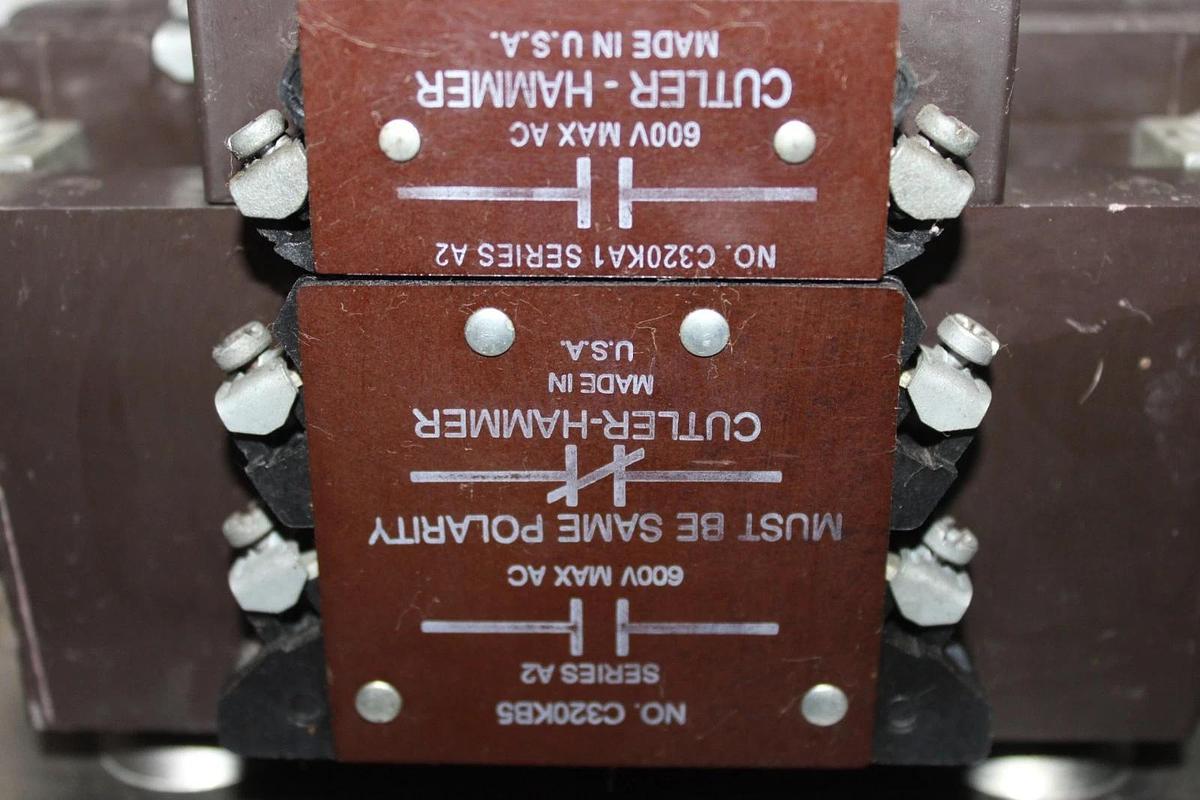 NO. C320KB5
SERIES A2
600V MAX AC
MUST BE SAME POLARITY
CUTLER-HAMMER
MADE IN
U.S.A.
NO. C320KA1 SERIES A2
600V MAX AC
CUTLER - HAMMER
MADE IN U.S.A.